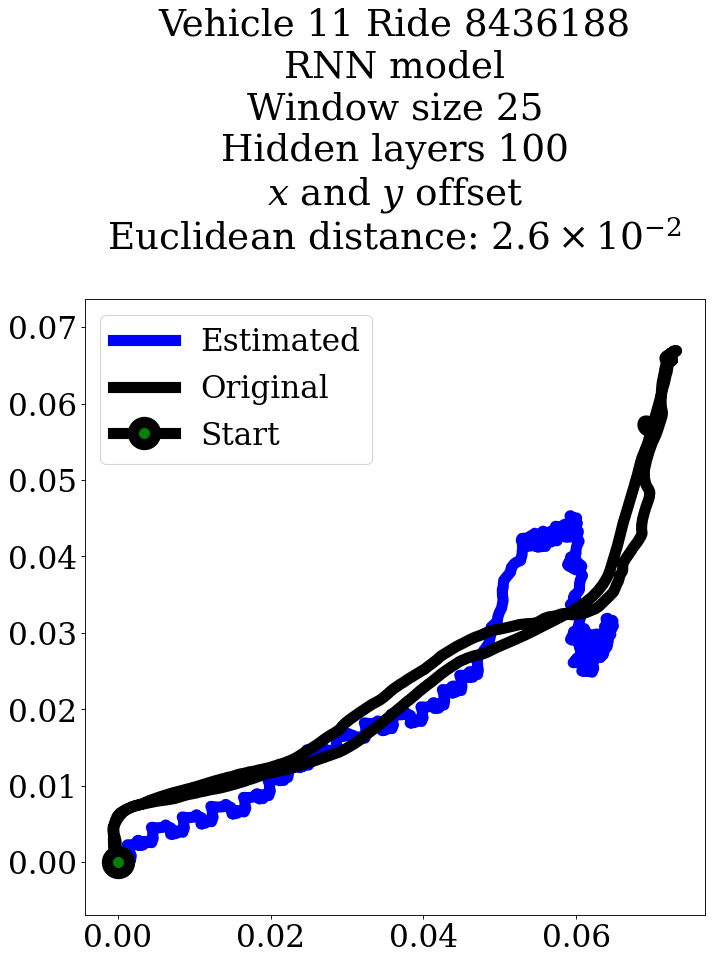 Vehicle 11 Ride 8436188
RNN model
Window size 25
Hidden layers 100
x and y offset
Euclidean distance: 2.6 × 10⁻²
Estimated
Original
Start
0.07
0.06
0.05
0.04
0.03
0.02
0.01
0.00
0.00 0.02 0.04 0.06